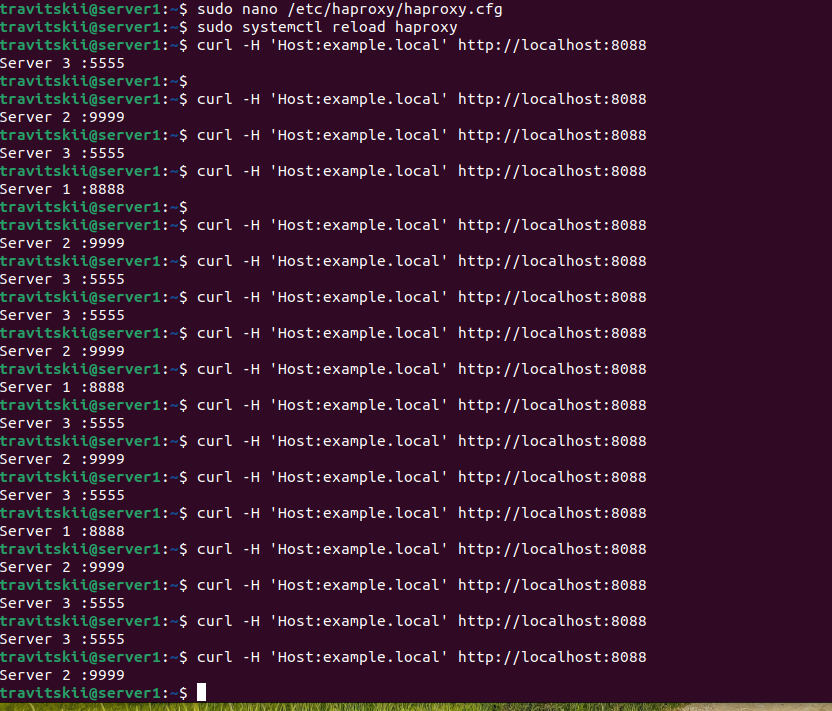 travitskii@server1:~$ sudo nano /etc/haproxy/haproxy.cfg
travitskii@server1:~$ sudo systemctl reload haproxy
travitskii@server1:~$ curl -H 'Host:example.local' http://localhost:8088
Server 3 :5555
travitskii@server1:~$
travitskii@server1:~$ curl -H 'Host:example.local' http://localhost:8088
Server 2 :9999
travitskii@server1:~$ curl -H 'Host:example.local' http://localhost:8088
Server 3 :5555
travitskii@server1:~$ curl -H 'Host:example.local' http://localhost:8088
Server 1 :8888
travitskii@server1:~$
travitskii@server1:~$ curl -H 'Host:example.local' http://localhost:8088
Server 2 :9999
travitskii@server1:~$ curl -H 'Host:example.local' http://localhost:8088
Server 3 :5555
travitskii@server1:~$ curl -H 'Host:example.local' http://localhost:8088
Server 3 :5555
travitskii@server1:~$ curl -H 'Host:example.local' http://localhost:8088
Server 2 :9999
travitskii@server1:~$ curl -H 'Host:example.local' http://localhost:8088
Server 1 :8888
travitskii@server1:~$ curl -H 'Host:example.local' http://localhost:8088
Server 3 :5555
travitskii@server1:~$ curl -H 'Host:example.local' http://localhost:8088
Server 2 :9999
travitskii@server1:~$ curl -H 'Host:example.local' http://localhost:8088
Server 3 :5555
travitskii@server1:~$ curl -H 'Host:example.local' http://localhost:8088
Server 1 :8888
travitskii@server1:~$ curl -H 'Host:example.local' http://localhost:8088
Server 2 :9999
travitskii@server1:~$ curl -H 'Host:example.local' http://localhost:8088
Server 3 :5555
travitskii@server1:~$ curl -H 'Host:example.local' http://localhost:8088
Server 3 :5555
travitskii@server1:~$ curl -H 'Host:example.local' http://localhost:8088
Server 2 :9999
travitskii@server1:~$